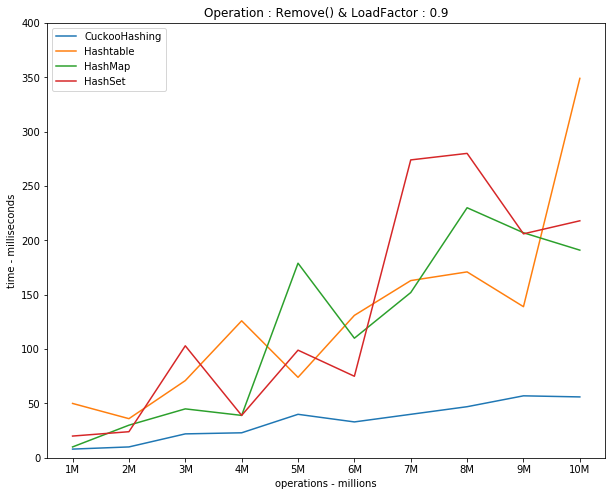 Operation : Remove() & LoadFactor : 0.9
CuckooHashing
Hashtable
HashMap
HashSet
400
350
300
250
200
150
100
50
0
time - milliseconds
1M 2M 3M 4M 5M 6M 7M 8M 9M 10M
operations - millions